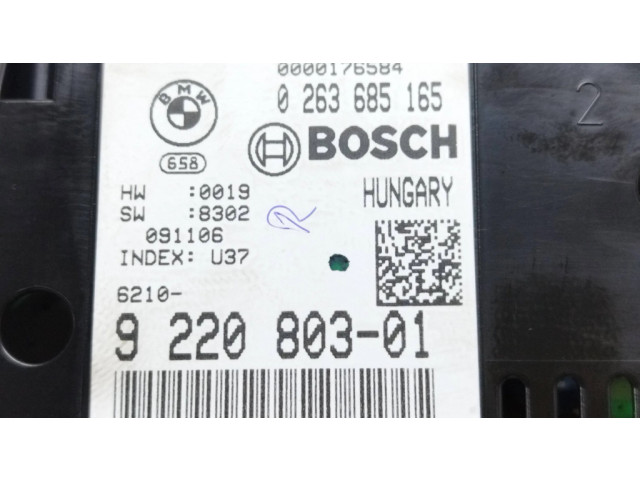 0000176584
BMW
0 263 685 165
BOSCH
658
HW :0019
SW :8302
091106
INDEX: U37
HUNGARY
R
6210-
9 220 803-01
2